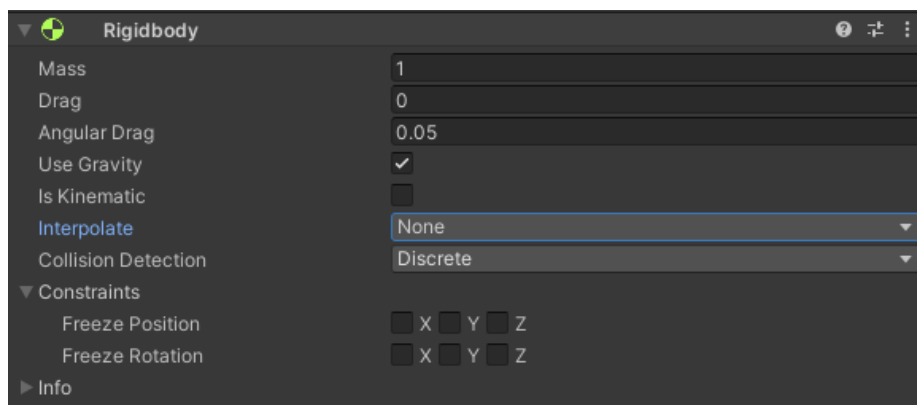 Rigidbody
Mass 1
Drag 0
Angular Drag 0.05
Use Gravity
Is Kinematic
Interpolate None
Collision Detection Discrete
Constraints
Freeze Position X Y Z
Freeze Rotation X Y Z
Info